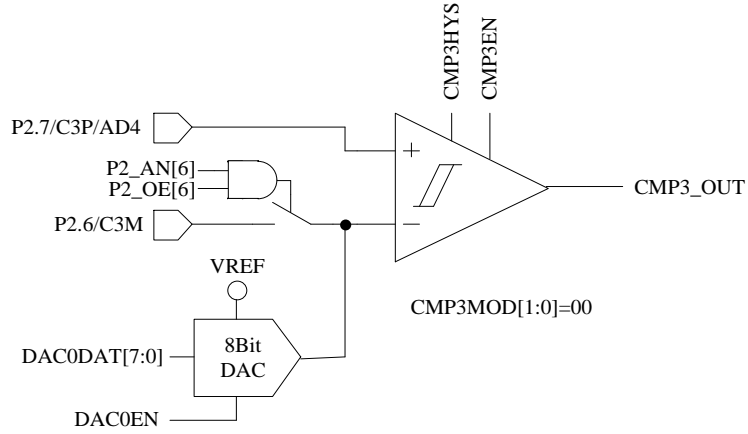 CMP3HYS
CMP3EN
P2.7/C3P/AD4
P2_AN[6]
P2_OE[6]
+
CMP3_OUT
P2.6/C3M
−
VREF
CMP3MOD[1:0]=00
DAC0DAT[7:0]
8Bit
DAC
DAC0EN